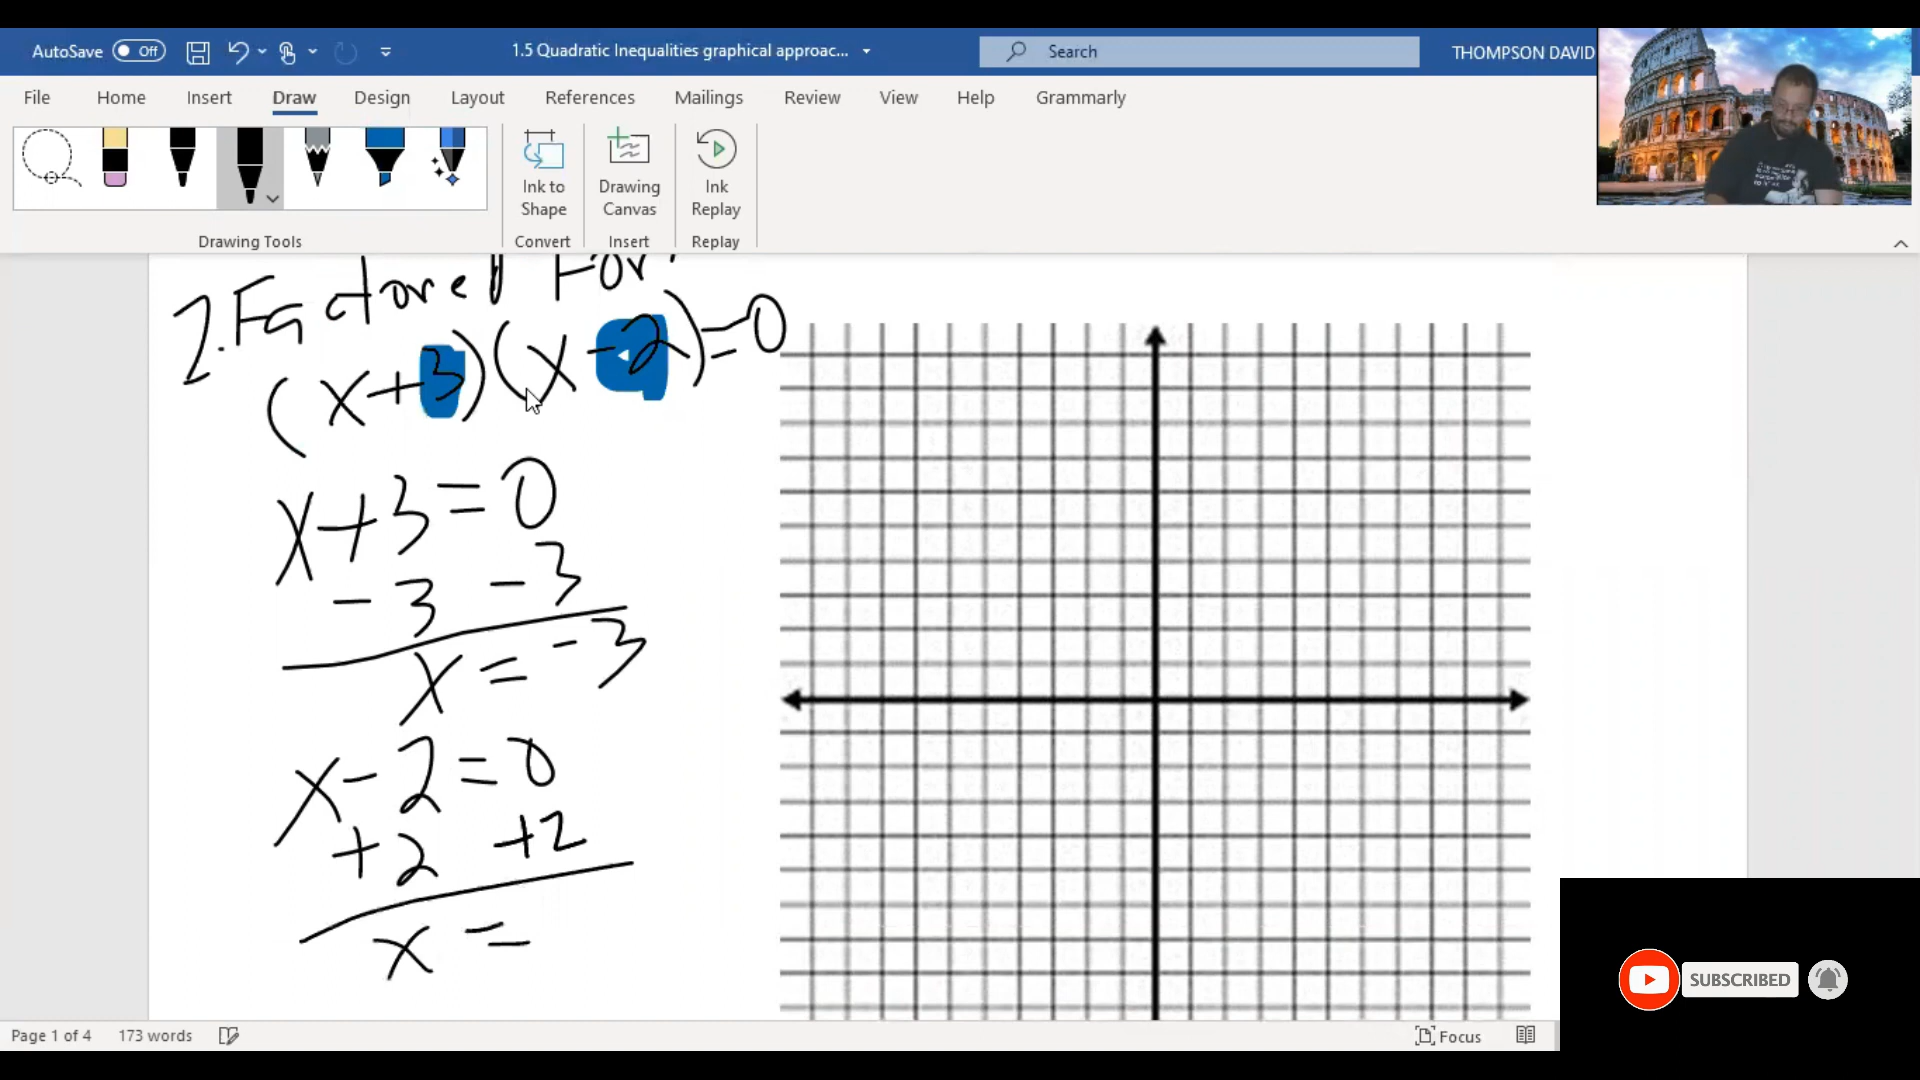 AutoSave Off 1.5 Quadratic Inequalities graphical approac... Search THOMPSON DAVID
File Home Insert Draw Design Layout References Mailings Review View Help Grammarly
Ink to Shape
Drawing Canvas
Ink Replay
Drawing Tools Convert Insert Replay
2. Factored For
(x+3)(x-2)=0
x+3=0
-3 -3
x=-3
x-2=0
+2 +2
x=
SUBSCRIBED
Page 1 of 4 173 words Focus